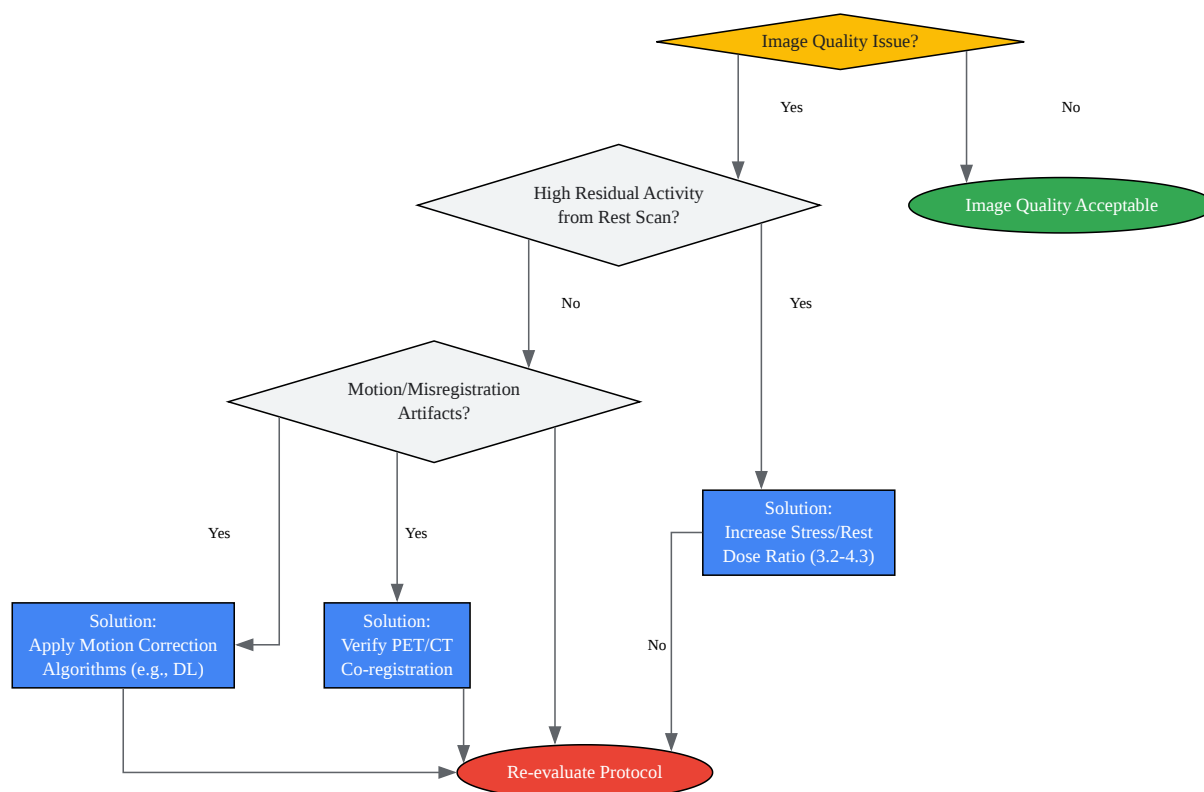 Image Quality Issue?
Yes
No
High Residual Activity
from Rest Scan?
Image Quality Acceptable
No
Yes
Motion/Misregistration
Artifacts?
Yes
Yes
Solution:
Increase Stress/Rest
Dose Ratio (3.2-4.3)
Solution:
Apply Motion Correction
Algorithms (e.g., DL)
Solution:
Verify PET/CT
Co-registration
No
Re-evaluate Protocol